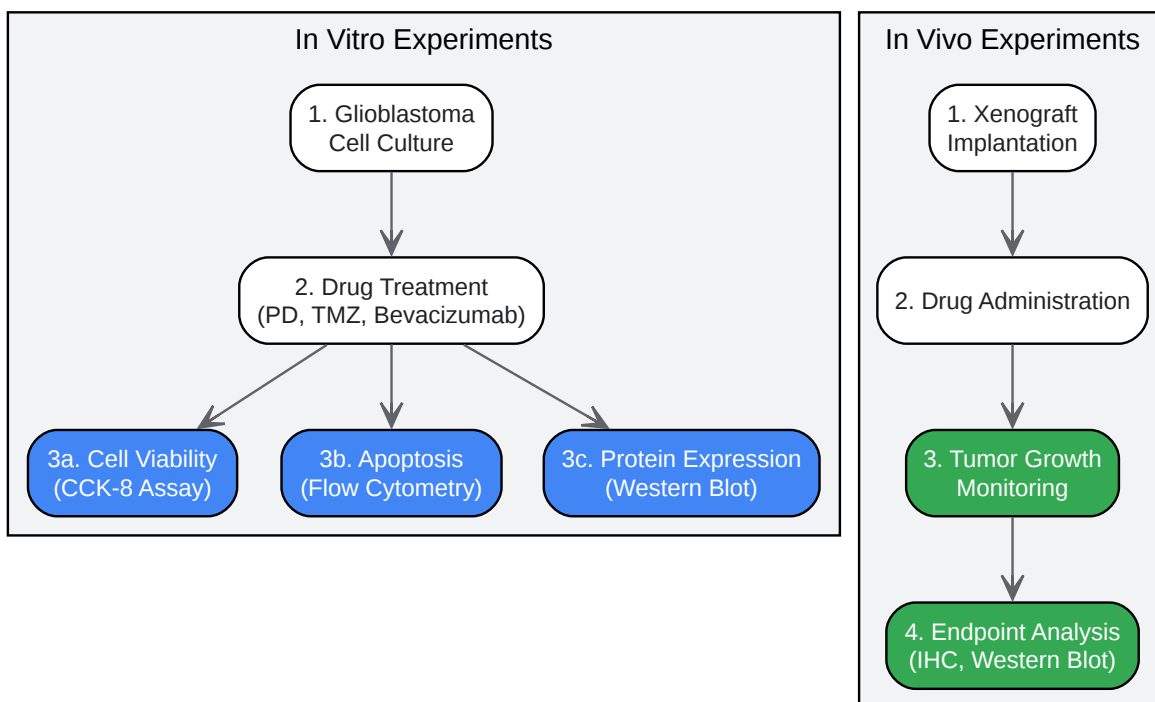 In Vitro Experiments
1. Glioblastoma
Cell Culture
2. Drug Treatment
(PD, TMZ, Bevacizumab)
3a. Cell Viability
(CCK-8 Assay)
3b. Apoptosis
(Flow Cytometry)
3c. Protein Expression
(Western Blot)
In Vivo Experiments
1. Xenograft
Implantation
2. Drug Administration
3. Tumor Growth
Monitoring
4. Endpoint Analysis
(IHC, Western Blot)